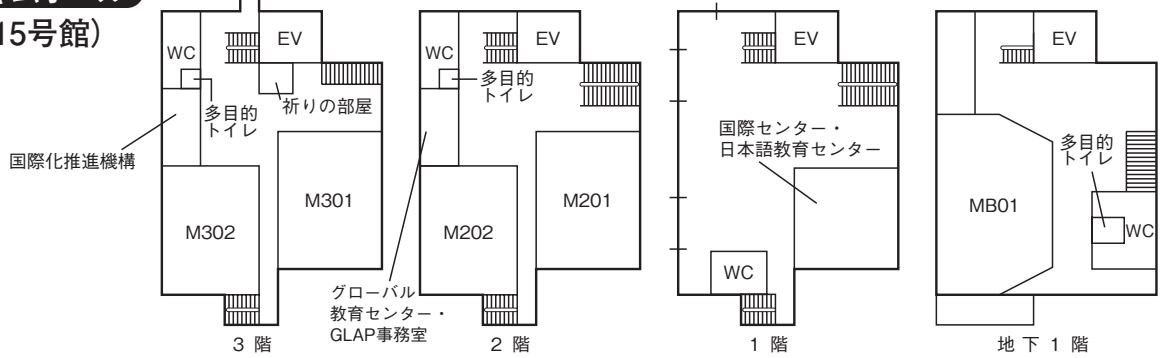 15号館）
WC
EV
多目的
トイレ
祈りの部屋
国際化推進機構
M301
M302
3 階
WC
EV
多目的
トイレ
M201
M202
グローバル
教育センター・
GLAP事務室
2 階
EV
国際センター・
日本語教育センター
WC
1 階
EV
多目的
トイレ
MB01
WC
地 下 1 階